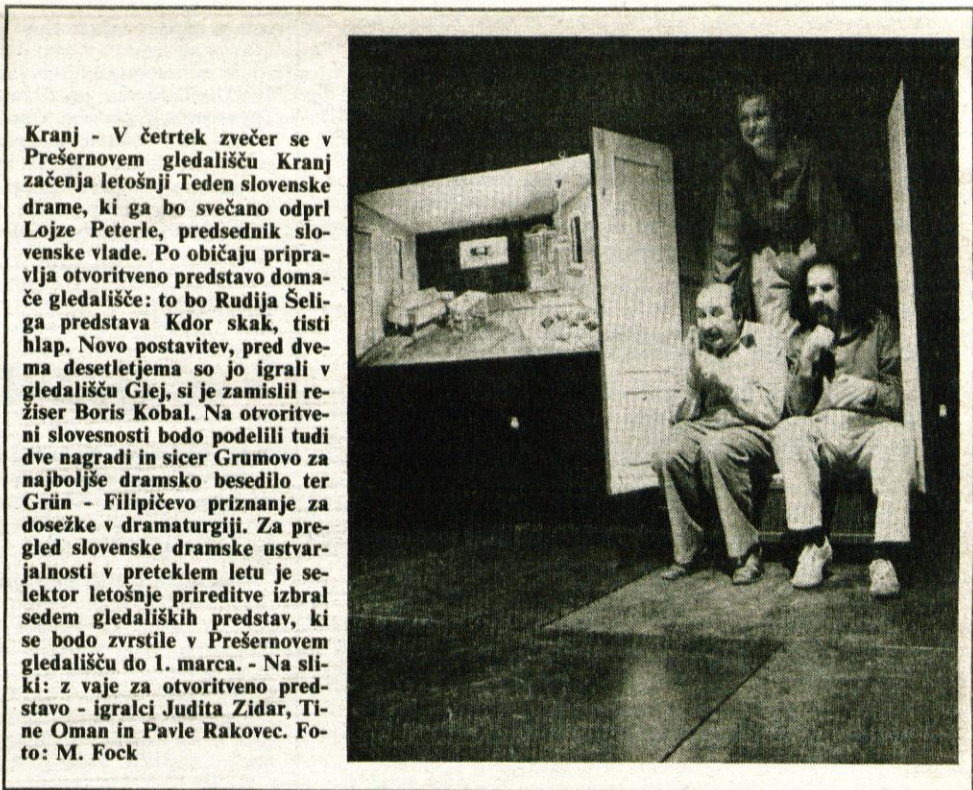 Kranj - V četrtek zvečer se v
Prešernovem gledališču Kranj
začenja letošnji Teden slovenske
drame, ki ga bo svečano odprl
Lojze Peterle, predsednik slo-
venske vlade. Po običaju pripra-
vlja otvoritveno predstavo doma-
če gledališče: to bo Rudija Šeli-
ga predstava Kdor skak, tisti
hlap. Novo postavitev, pred dve-
ma desetletjema so jo igrali v
gledališču Glej, si je zamislil re-
žiser Boris Kobal. Na otvoritve-
ni slovesnosti bodo podelili tudi
dve nagradi in sicer Grumovo za
najboljše dramsko besedilo ter
Grün - Filipičevo priznanje za
dosežke v dramaturgiji. Za pre-
gled slovenske dramske ustvar-
jalnosti v preteklem letu je se-
lektor letošnje prireditve izbral
sedem gledaliških predstav, ki
se bodo zvrstile v Prešernovem
gledališču do 1. marca. - Na sli-
ki: z vaje za otvoritveno pred-
stavo - igralci Judita Zidar, Ti-
ne Oman in Pavle Rakovec. Fo-
to: M. Fock